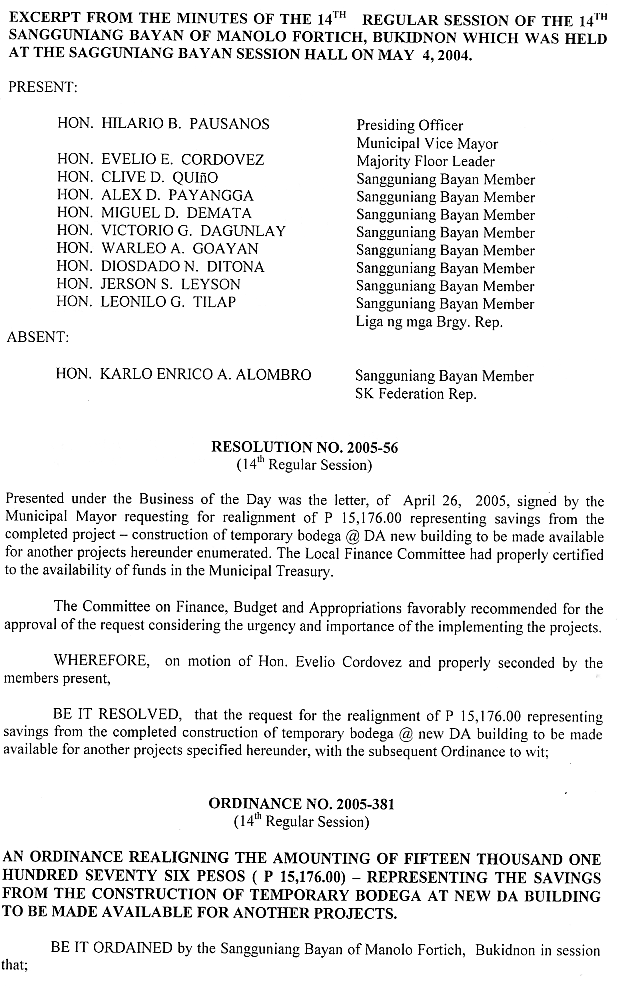 EXCERPT FROM THE MINUTES OF THE 14TH REGULAR SESSION OF THE 14TH
SANGGUNIANG BAYAN OF MANOLO FORTICH, BUKIDNON WHICH WAS HELD
AT THE SAGGUNIANG BAYAN SESSION HALL ON MAY 4, 2004.
PRESENT:
HON. HILARIO B. PAUSANOS Presiding Officer
Municipal Vice Mayor
HON. EVELIO E. CORDOVEZ Majority Floor Leader
HON. CLIVE D. QUIñO Sangguniang Bayan Member
HON. ALEX D. PAYANGGA Sangguniang Bayan Member
HON. MIGUEL D. DEMATA Sangguniang Bayan Member
HON. VICTORIO G. DAGUNLAY Sangguniang Bayan Member
HON. WARLEO A. GOAYAN Sangguniang Bayan Member
HON. DIOSDADO N. DITONA Sangguniang Bayan Member
HON. JERSON S. LEYSON Sangguniang Bayan Member
HON. LEONILO G. TILAP Sangguniang Bayan Member
Liga ng mga Brgy. Rep.
ABSENT:
HON. KARLO ENRICO A. ALOMBRO Sangguniang Bayan Member
SK Federation Rep.
RESOLUTION NO. 2005-56
(14th Regular Session)
Presented under the Business of the Day was the letter, of April 26, 2005, signed by the
Municipal Mayor requesting for realignment of P 15,176.00 representing savings from the
completed project – construction of temporary bodega @ DA new building to be made available
for another projects hereunder enumerated. The Local Finance Committee had properly certified
to the availability of funds in the Municipal Treasury.
The Committee on Finance, Budget and Appropriations favorably recommended for the
approval of the request considering the urgency and importance of the implementing the projects.
WHEREFORE, on motion of Hon. Evelio Cordovez and properly seconded by the
members present,
BE IT RESOLVED, that the request for the realignment of P 15,176.00 representing
savings from the completed construction of temporary bodega @ new DA building to be made
available for another projects specified hereunder, with the subsequent Ordinance to wit;
ORDINANCE NO. 2005-381
(14th Regular Session)
AN ORDINANCE REALIGNING THE AMOUNTING OF FIFTEEN THOUSAND ONE
HUNDRED SEVENTY SIX PESOS ( P 15,176.00) – REPRESENTING THE SAVINGS
FROM THE CONSTRUCTION OF TEMPORARY BODEGA AT NEW DA BUILDING
TO BE MADE AVAILABLE FOR ANOTHER PROJECTS.
BE IT ORDAINED by the Sangguniang Bayan of Manolo Fortich, Bukidnon in session
that;